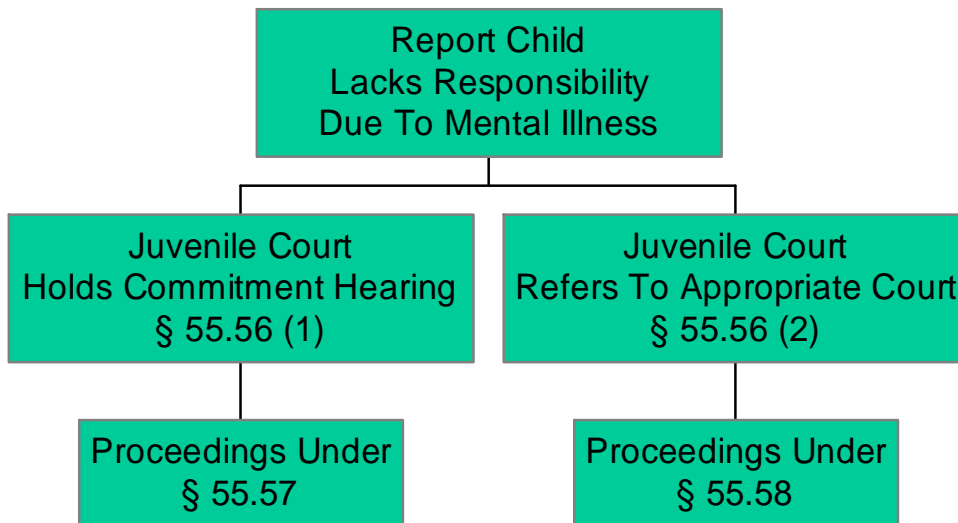 Report Child
Lacks Responsibility
Due To Mental Illness
Juvenile Court
Holds Commitment Hearing
§ 55.56 (1)
Juvenile Court
Refers To Appropriate Court
§ 55.56 (2)
Proceedings Under
§ 55.57
Proceedings Under
§ 55.58